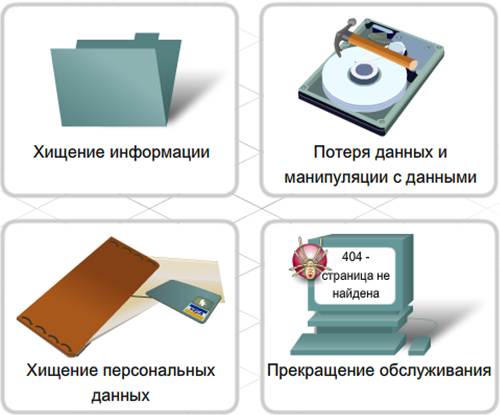 Хищение информации
Потеря данных и
манипуляции с данными
404 -
страница не
найдена
Хищение персональных
данных
Прекращение обслуживания